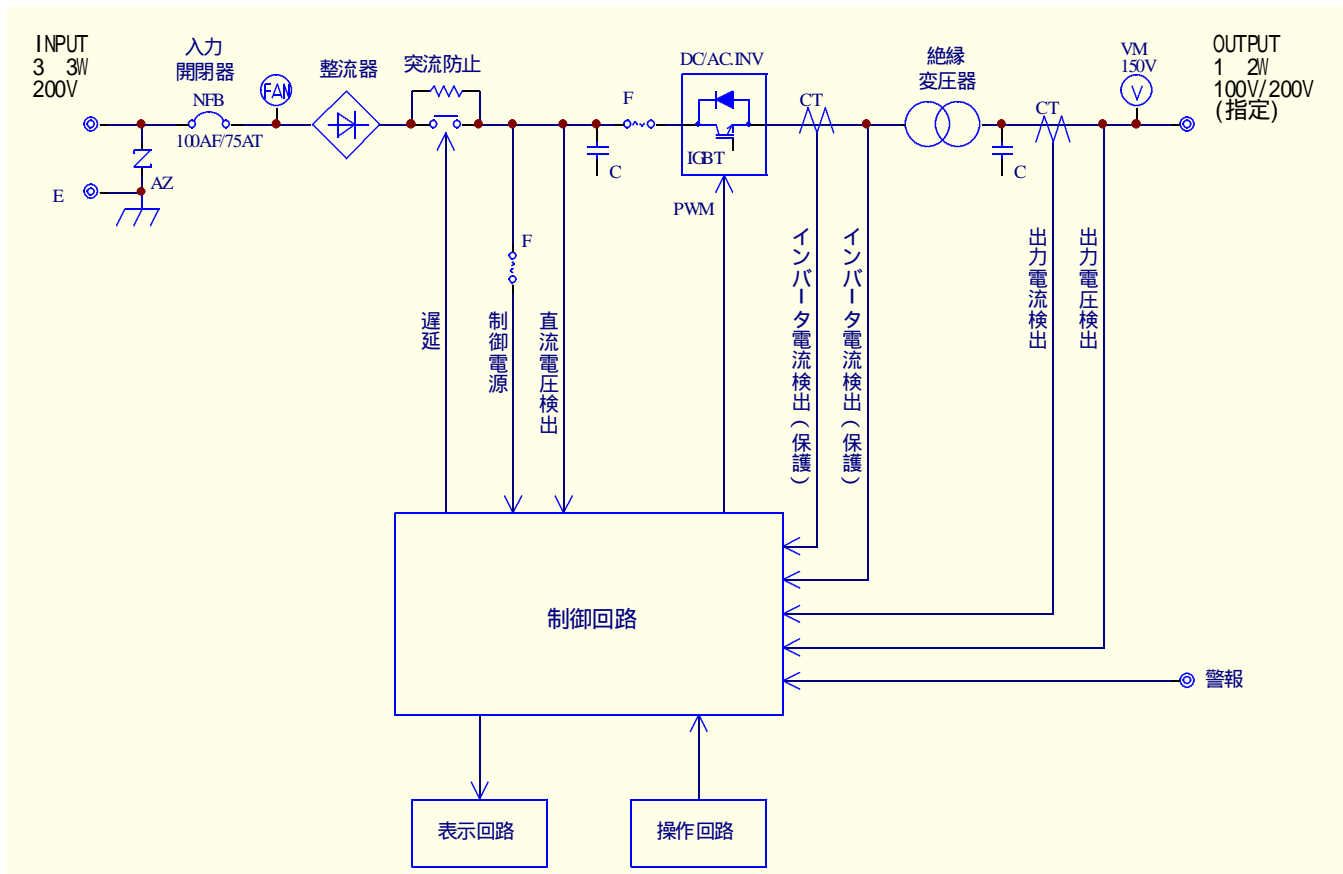 INPUT
3 3W
200V
入力
開閉器
NFB
100AF/75AT
FAN
整流器
突流防止
F
C
DC/AC.INV
IGBT
PWM
CT
絶縁
変圧器
C
CT
VM
150V
V
OUTPUT
1 2W
100V/200V
(指定)
E
AZ
F
遅延
制御電源
直流電圧検出
インバータ電流検出(保護)
インバータ電流検出(保護)
出力電流検出
出力電圧検出
制御回路
警報
表示回路
操作回路